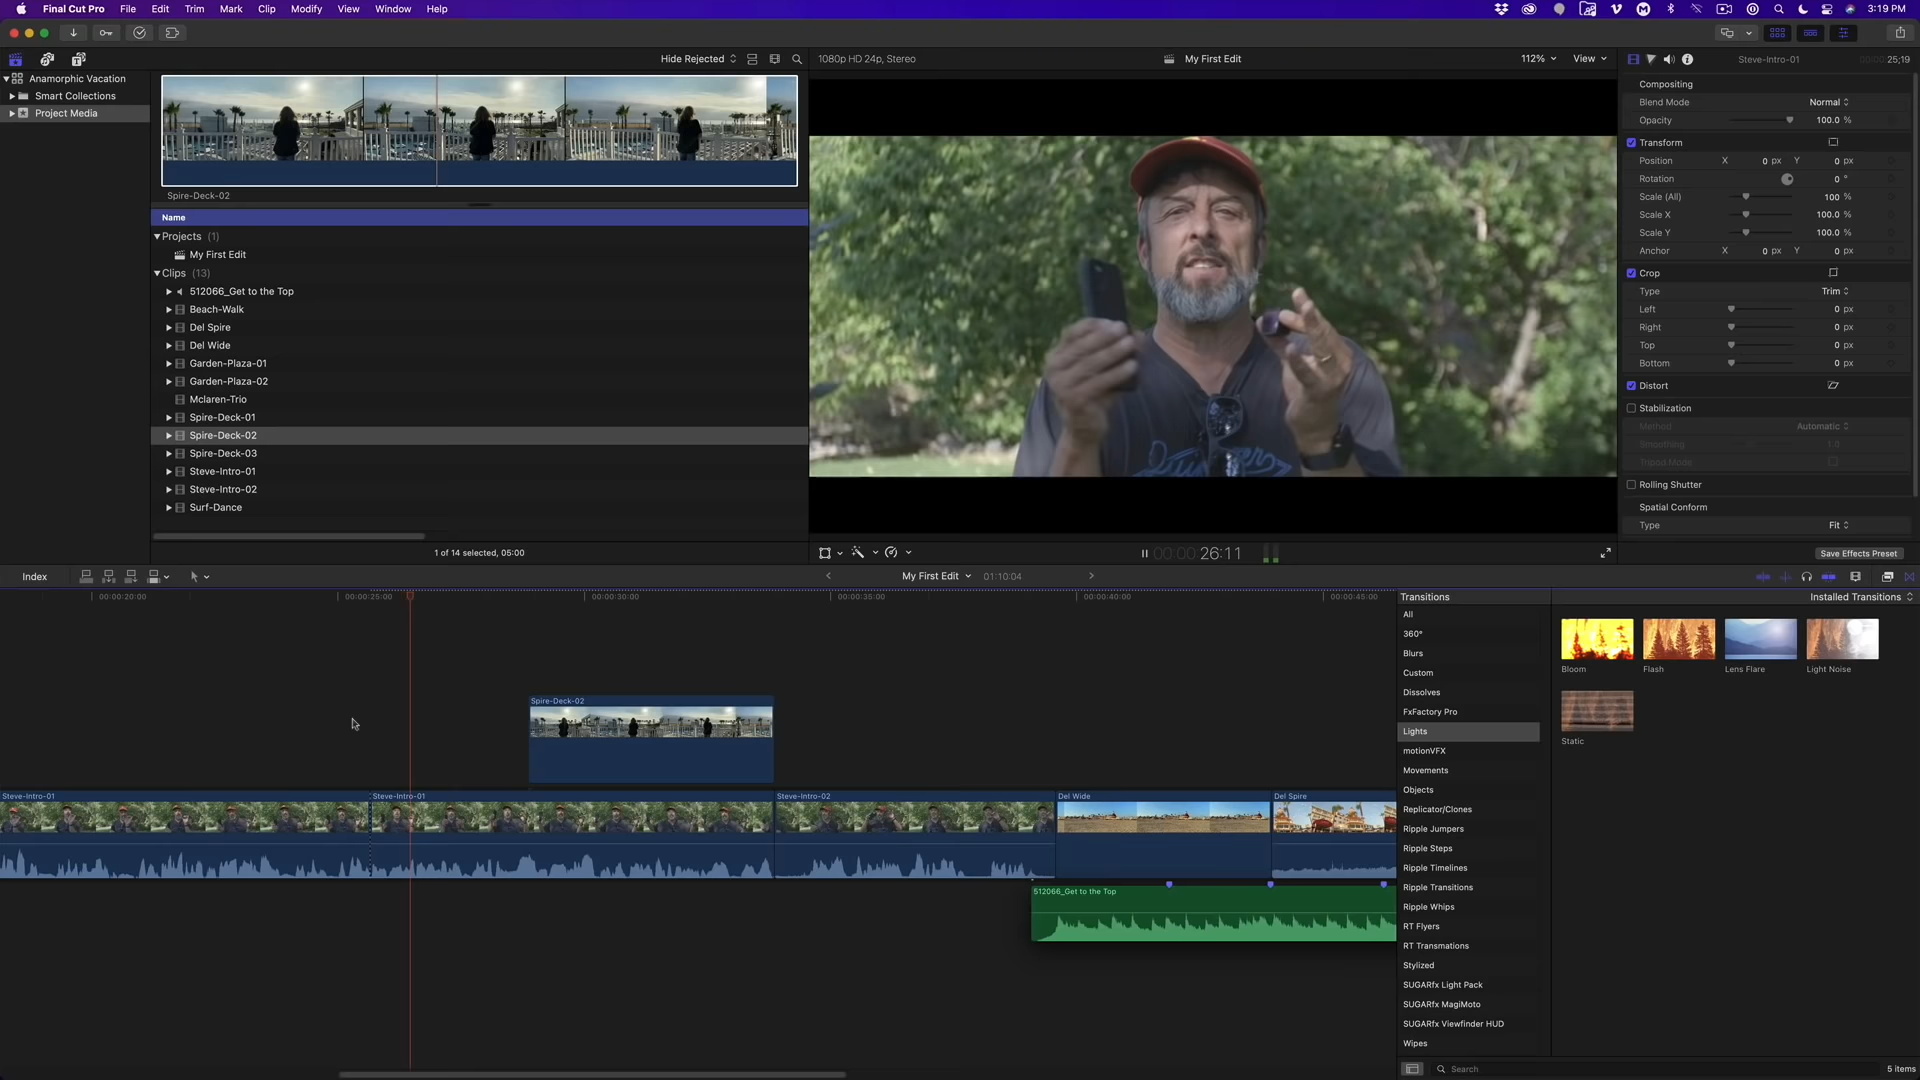 Final Cut Pro File Edit Trim Mark Clip Modify View Window Help 3:19 PM
Hide Rejected
1080p HD 24p, Stereo My First Edit 112% View
Steve-Intro-01 25;19
Anamorphic Vacation
Smart Collections
Project Media
Spire-Deck-02
Name
Projects (1)
My First Edit
Clips (13)
512066_Get to the Top
Beach-Walk
Del Spire
Del Wide
Garden-Plaza-01
Garden-Plaza-02
Mclaren-Trio
Spire-Deck-01
Spire-Deck-02
Spire-Deck-03
Steve-Intro-01
Steve-Intro-02
Surf-Dance
1 of 14 selected, 05:00
00:00:26:11
Compositing
Blend Mode Normal
Opacity 100.0 %
Transform
Position X 0 px Y 0 px
Rotation 0 °
Scale (All) 100 %
Scale X 100.0 %
Scale Y 100.0 %
Anchor X 0 px Y 0 px
Crop
Type Trim
Left 0 px
Right 0 px
Top 0 px
Bottom 0 px
Distort
Stabilization
Method Automatic
Smoothing
Tripod Mode
Rolling Shutter
Spatial Conform
Type Fit
Save Effects Preset
Index My First Edit 01:10:04
00:00:20:00 00:00:25:00 00:00:30:00 00:00:35:00 00:00:40:00 00:00:45:00
Spire-Deck-02
Steve-Intro-01 Steve-Intro-01 Steve-Intro-02 Del Wide Del Spire
512066_Get to the Top
Transitions Installed Transitions
All
360°
Blurs
Custom
Dissolves
FxFactory Pro
Lights
motionVFX
Movements
Objects
Replicator/Clones
Ripple Jumpers
Ripple Steps
Ripple Timelines
Ripple Transitions
Ripple Whips
RT Flyers
RT Transmations
Stylized
SUGARfx Light Pack
SUGARfx MagiMoto
SUGARfx Viewfinder HUD
Wipes
Bloom Flash Lens Flare Light Noise
Static
Search 5 items